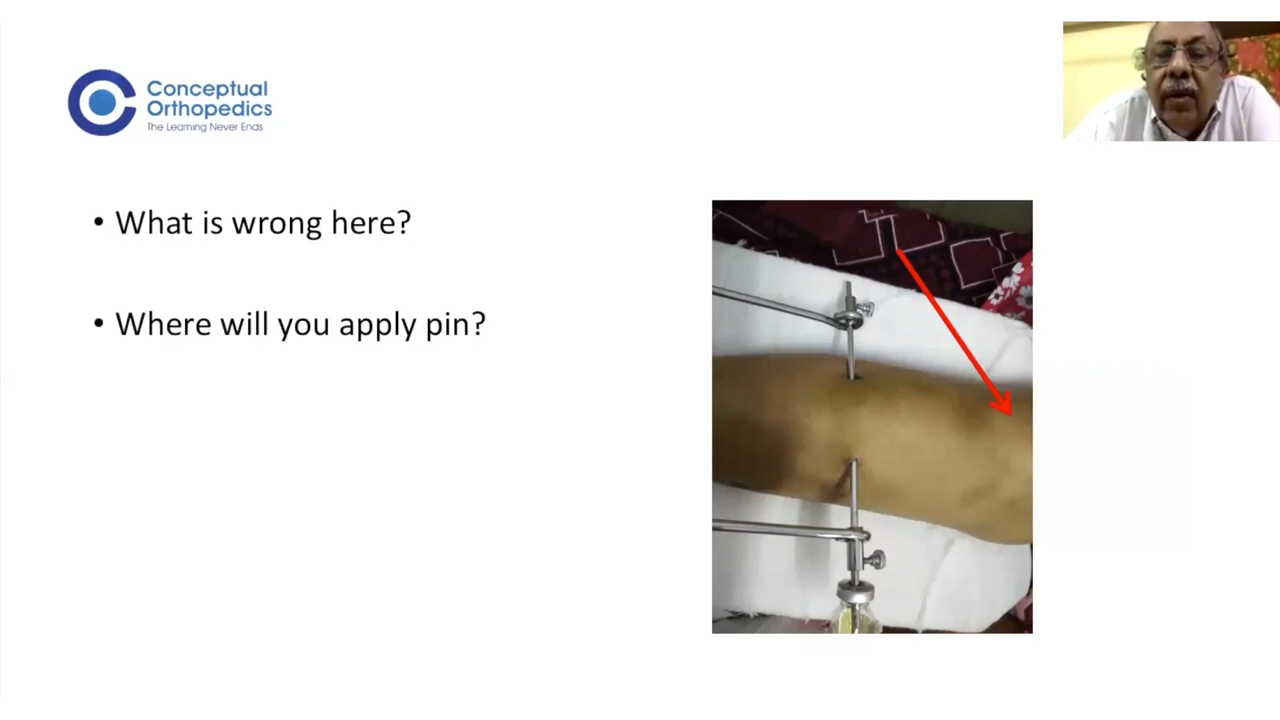 Conceptual
Orthopedics
The Learning Never Ends
• What is wrong here?
• Where will you apply pin?